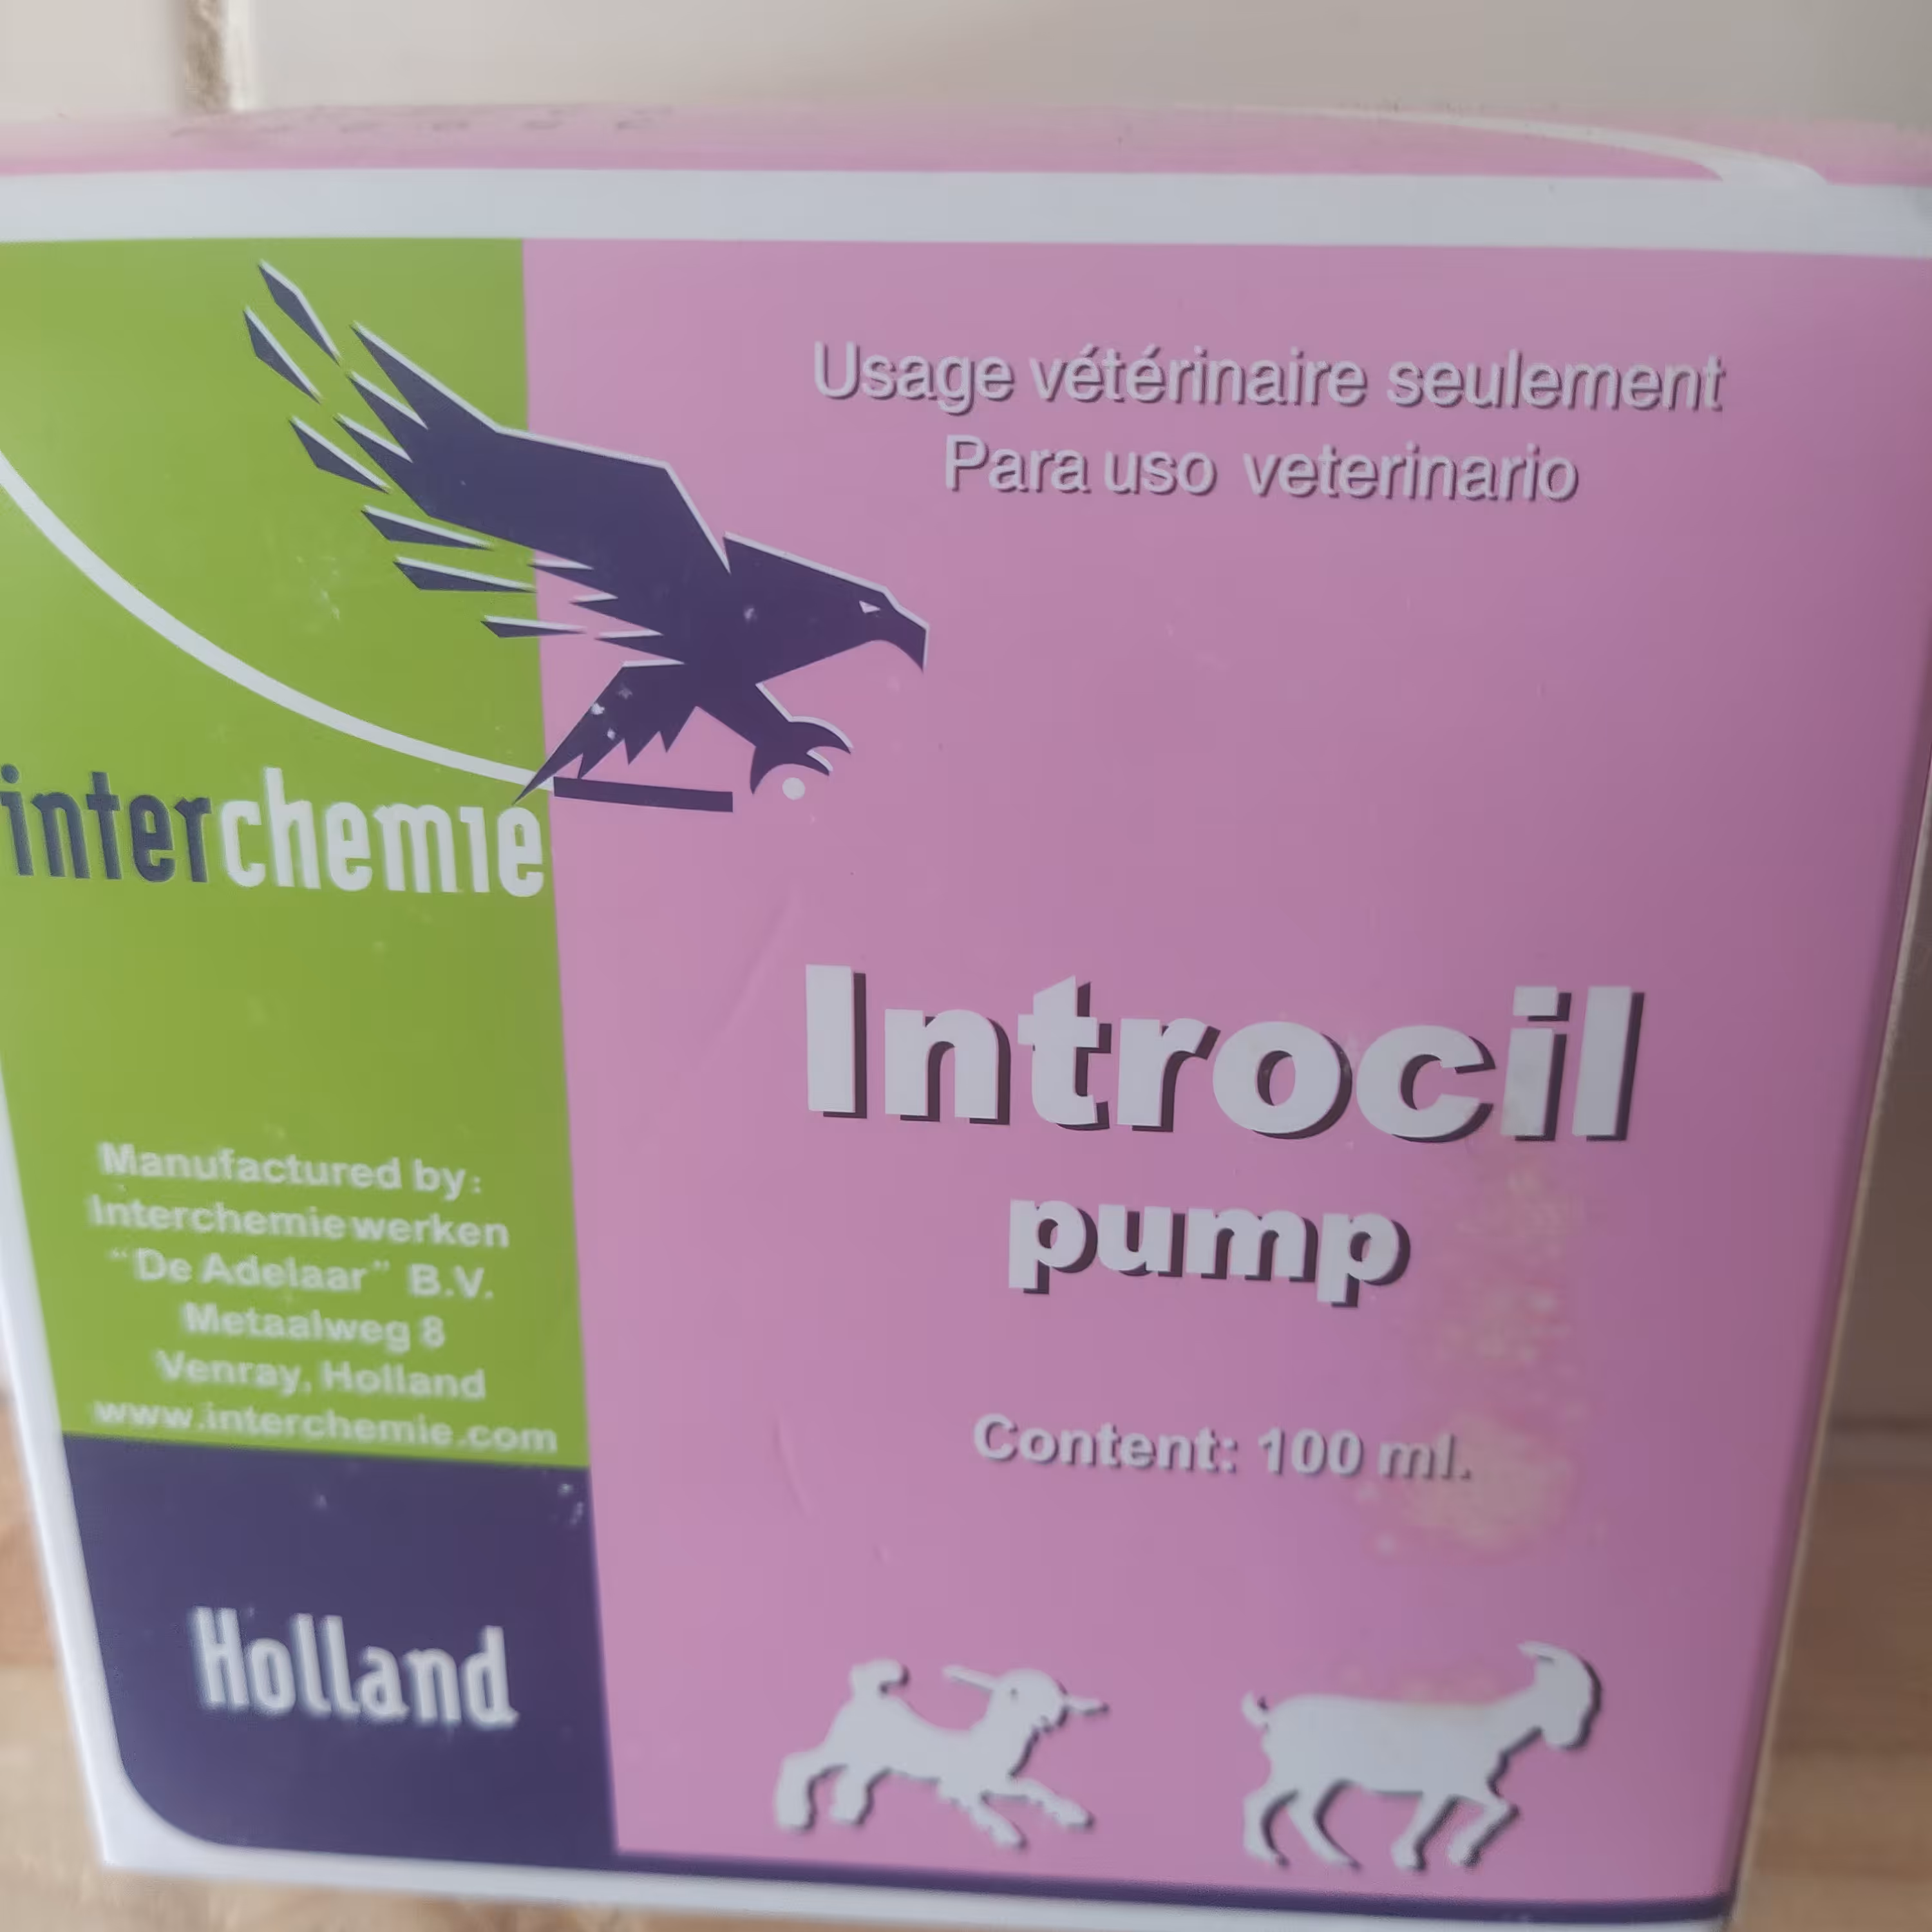 Usage vétérinaire seulement
Para uso veterinario
interchemie
Introcil
pump
Manufactured by:
Interchemie werken
“De Adelaar” B.V.
Metaalweg 8
Venray, Holland
www.interchemie.com
Content: 100 ml.
Holland